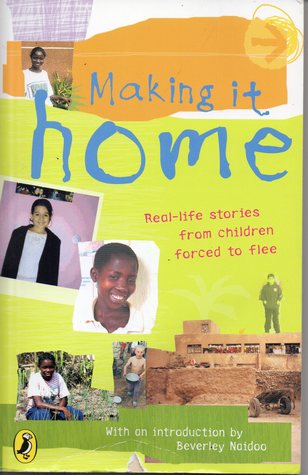 Making it
home
Real-life stories
from children
forced to flee
With an introduction by
Beverley Naidoo